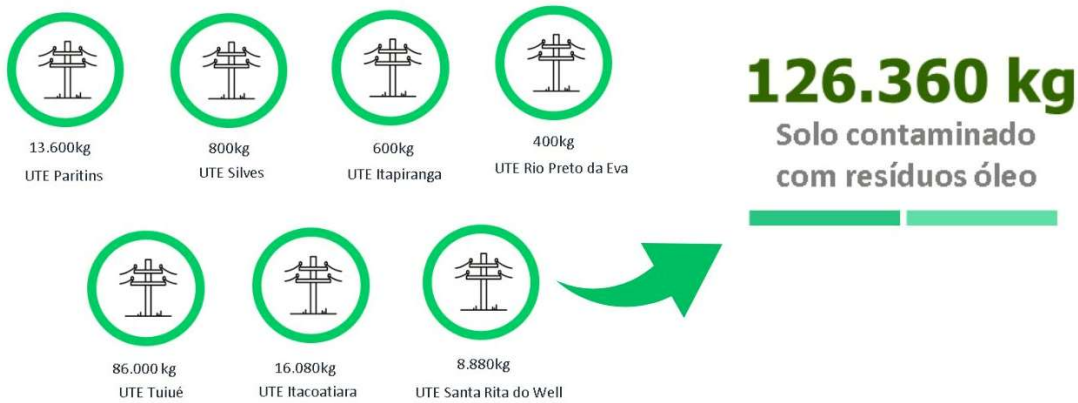 13.600kg
UTE Paritins
800kg
UTE Silves
600kg
UTE Itapiranga
400kg
UTE Rio Preto da Eva
126.360 kg
Solo contaminado
com resíduos óleo
86.000 kg
UTE Tuiué
16.080kg
UTE Itacoatiara
8.880kg
UTE Santa Rita do Well